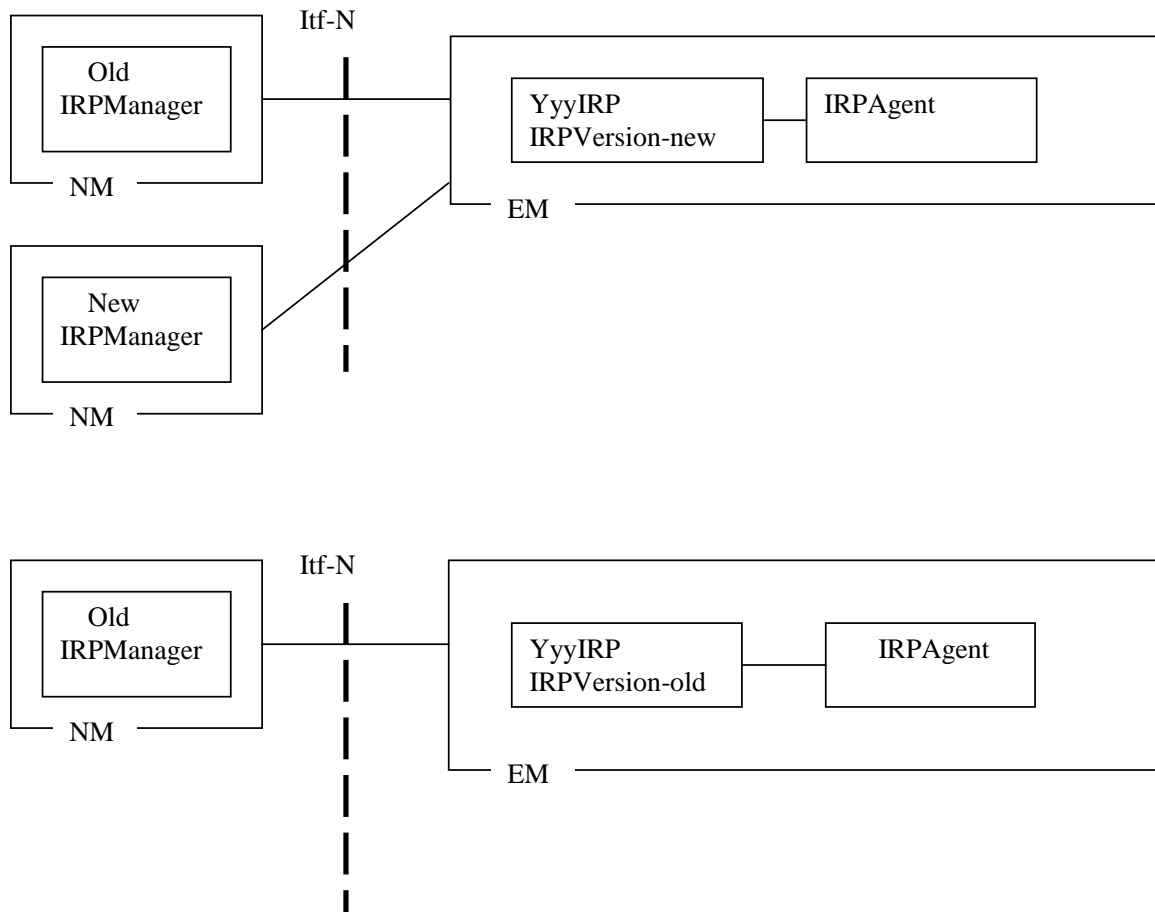 Itf-N
Old
IRPManager
YyyIRP
IRPVersion-new
IRPAgent
NM
EM
New
IRPManager
NM
Itf-N
Old
IRPManager
YyyIRP
IRPVersion-old
IRPAgent
NM
EM